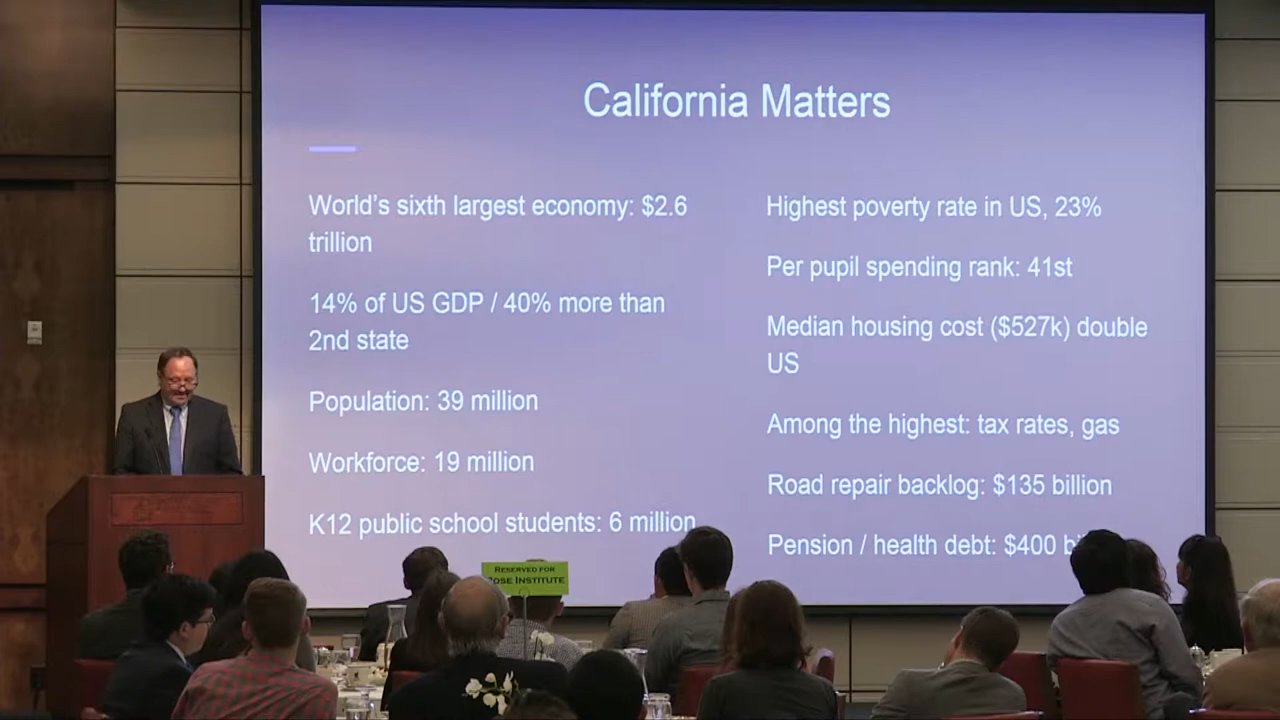 California Matters
World's sixth largest economy: $2.6
trillion
14% of US GDP / 40% more than
2nd state
Population: 39 million
Workforce: 19 million
K12 public school students: 6 million
Highest poverty rate in US, 23%
Per pupil spending rank: 41st
Median housing cost ($527k) double
US
Among the highest: tax rates, gas
Road repair backlog: $135 billion
Pension / health debt: $400
RESERVED FOR
INSTITUTE